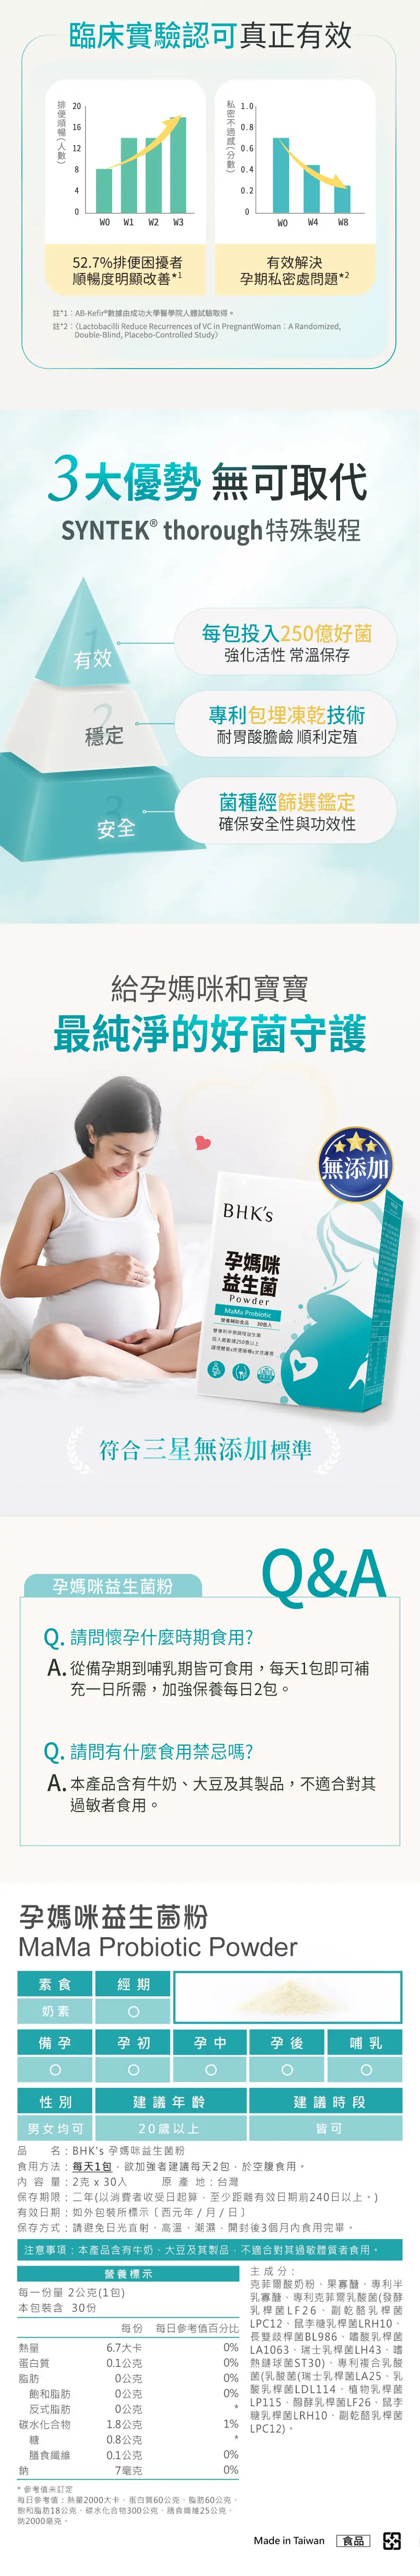 臨床實驗認可真正有效
排便順暢(人數)
20
16
12
8
4
0
W0 W1 W2 W3
52.7%排便困擾者
順暢度明顯改善*1
私密不適感(分數)
1.0
0.8
0.6
0.4
0.2
0
W0 W4 W8
有效解決
孕期私密處問題*2
註*1：AB-Kefir®數據由成功大學醫學院人體試驗取得。
註*2：〈Lactobacilli Reduce Recurrences of VC in PregnantWoman：A Randomized,
Double-Blind, Placebo-Controlled Study〉
3大優勢 無可取代
SYNTEK® thorough特殊製程
1
有效
每包投入250億好菌
強化活性 常溫保存
2
穩定
專利包埋凍乾技術
耐胃酸膽鹼 順利定殖
3
安全
菌種經篩選鑑定
確保安全性與功效性
給孕媽咪和寶寶
最純淨的好菌守護
無添加
BHK's
孕媽咪
益生菌
Powder
MaMa Probiotic
營養補助食品 30包入
符合三星無添加標準
Q&A
孕媽咪益生菌粉
Q. 請問懷孕什麼時期食用?
A. 從備孕期到哺乳期皆可食用，每天1包即可補
充一日所需，加強保養每日2包。
Q. 請問有什麼食用禁忌嗎?
A. 本產品含有牛奶、大豆及其製品，不適合對其
過敏者食用。
孕媽咪益生菌粉
MaMa Probiotic Powder
素食 經期
奶素 ○
備孕 孕初 孕中 孕後 哺乳
○ ○ ○ ○ ○
性別 建議年齡 建議時段
男女均可 20歲以上 皆可
品 名：BHK's 孕媽咪益生菌粉
食用方法：每天1包，欲加強者建議每天2包，於空腹食用。
內 容 量：2克 x 30入 原 產 地：台灣
保存期限：二年(以消費者收受日起算，至少距離有效日期前240日以上。)
有效日期：如外包裝所標示〔西元年/月/日〕
保存方式：請避免日光直射、高溫、潮濕，開封後3個月內食用完畢。
注意事項：本產品含有牛奶、大豆及其製品，不適合對其過敏體質者食用。
營養標示
每一份量 2公克(1包)
本包裝含 30份
每份 每日參考值百分比
熱量 6.7大卡 0%
蛋白質 0.1公克 0%
脂肪 0公克 0%
飽和脂肪 0公克 0%
反式脂肪 0公克 *
碳水化合物 1.8公克 1%
糖 0.8公克 *
膳食纖維 0.1公克 0%
鈉 7毫克 0%
* 參考值未訂定
每日參考值：熱量2000大卡、蛋白質60公克、脂肪60公克、
飽和脂肪18公克、碳水化合物300公克、膳食纖維25公克、
鈉2000毫克。
主成分：
克菲爾酸奶粉、果寡醣、專利半
乳寡醣、專利克菲爾乳酸菌(發酵
乳桿菌LF26、副乾酪乳桿菌
LPC12、鼠李糖乳桿菌LRH10、
長雙歧桿菌BL986、嗜酸乳桿菌
LA1063、瑞士乳桿菌LH43、嗜
熱鏈球菌ST30)、專利複合乳酸
菌(乳酸菌(瑞士乳桿菌LA25、乳
酸乳桿菌LDL114、植物乳桿菌
LP115、醱酵乳桿菌LF26、鼠李
糖乳桿菌LRH10、副乾酪乳桿菌
LPC12)。
Made in Taiwan 食品